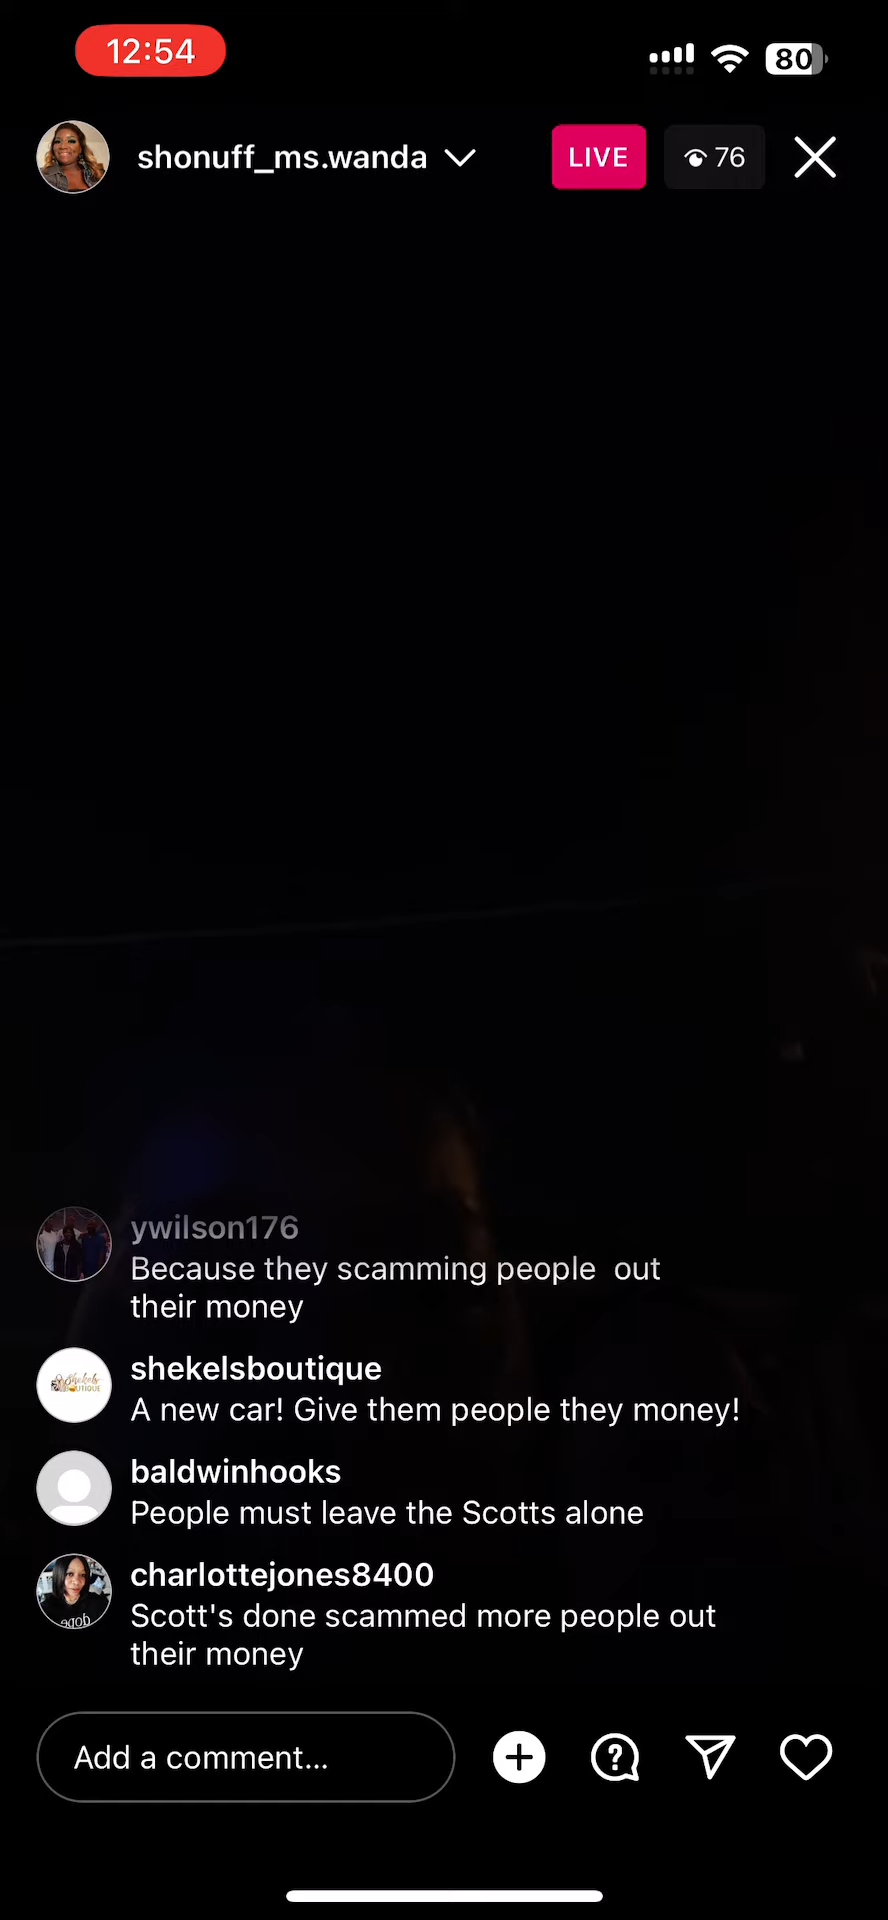 12:54
80
shonuff_ms.wanda
LIVE
76
ywilson176
Because they scamming people  out
their money
shekelsboutique
A new car! Give them people they money!
baldwinhooks
People must leave the Scotts alone
charlottejones8400
Scott's done scammed more people out
their money
Add a comment...